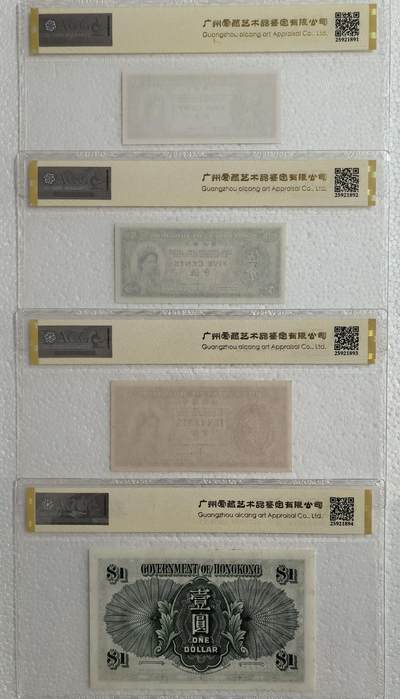 广州爱藏艺术品鉴定有限公司
Guangzhou aicang art Appraisal Co., Ltd.
25921891
广州爱藏艺术品鉴定有限公司
Guangzhou aicang art Appraisal Co., Ltd.
25921892
FIVE CENTS
广州爱藏艺术品鉴定有限公司
Guangzhou aicang art Appraisal Co., Ltd.
25921893
TEN CENTS
广州爱藏艺术品鉴定有限公司
Guangzhou aicang art Appraisal Co., Ltd.
25921894
GOVERNMENT OF HONGKONG
$1 $1
壹
圓
ONE
DOLLAR
$1 $1